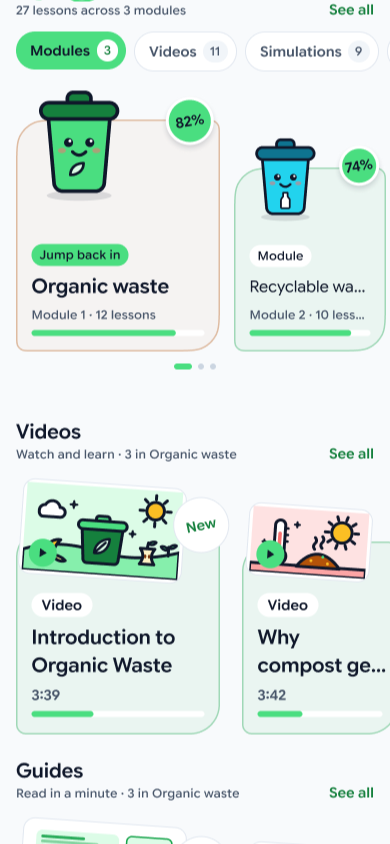 27 lessons across 3 modules
See all
Modules 3
Videos 11
Simulations 9
82%
74%
Jump back in
Organic waste
Module 1 · 12 lessons
Module
Recyclable wa...
Module 2 · 10 less...
Videos
Watch and learn · 3 in Organic waste
See all
New
Video
Introduction to
Organic Waste
3:39
Video
Why
compost ge...
3:42
Guides
Read in a minute · 3 in Organic waste
See all